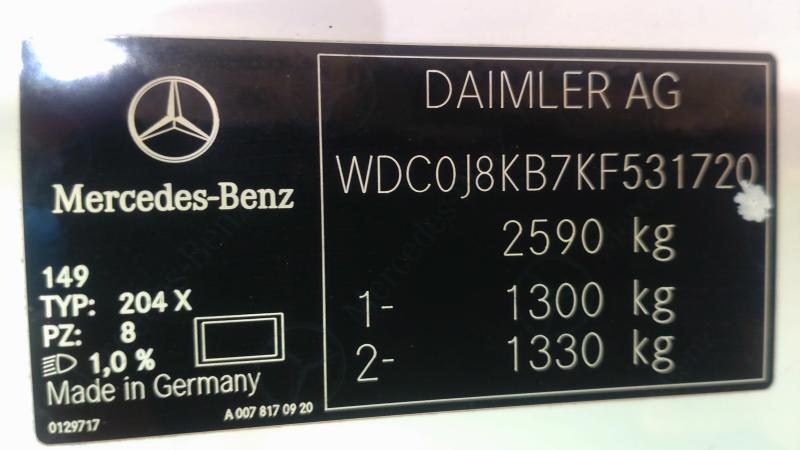 Mercedes-Benz
149
TYP: 204 X
PZ: 8
1,0 %
Made in Germany
0129717
A 007 817 09 20
DAIMLER AG
WDC0J8KB7KF531720
2590 kg
1- 1300 kg
2- 1330 kg